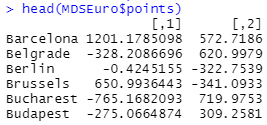 > head(MDSEuro$points)
[,1] [,2]
Barcelona 1201.1785098 572.7186
Belgrade -328.2086696 620.9979
Berlin -0.4245155 -322.7539
Brussels 650.9936443 -341.0933
Bucharest -765.1682093 719.9753
Budapest -275.0664874 309.2581